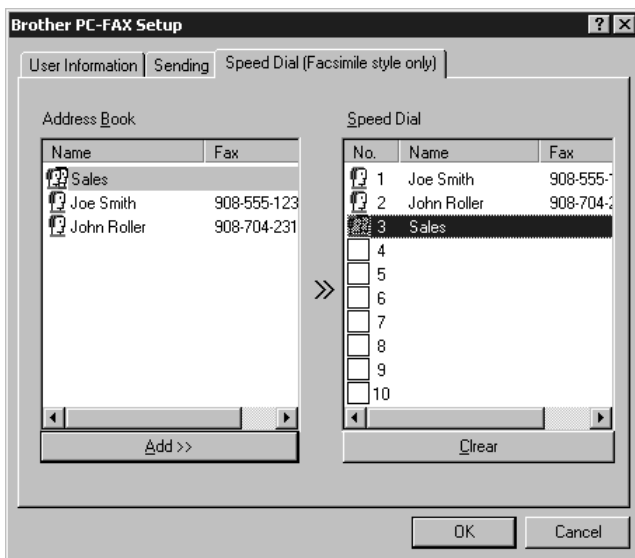 Brother PC-FAX Setup
User Information Sending Speed Dial (Facsimile style only)
Address Book Speed Dial
Name Fax No. Name Fax
Sales 1 Joe Smith 908-555-
Joe Smith 908-555-123 2 John Roller 908-704-
John Roller 908-704-231 3 Sales
4
5
6
7
8
9
10
Add >> Clrear
OK Cancel